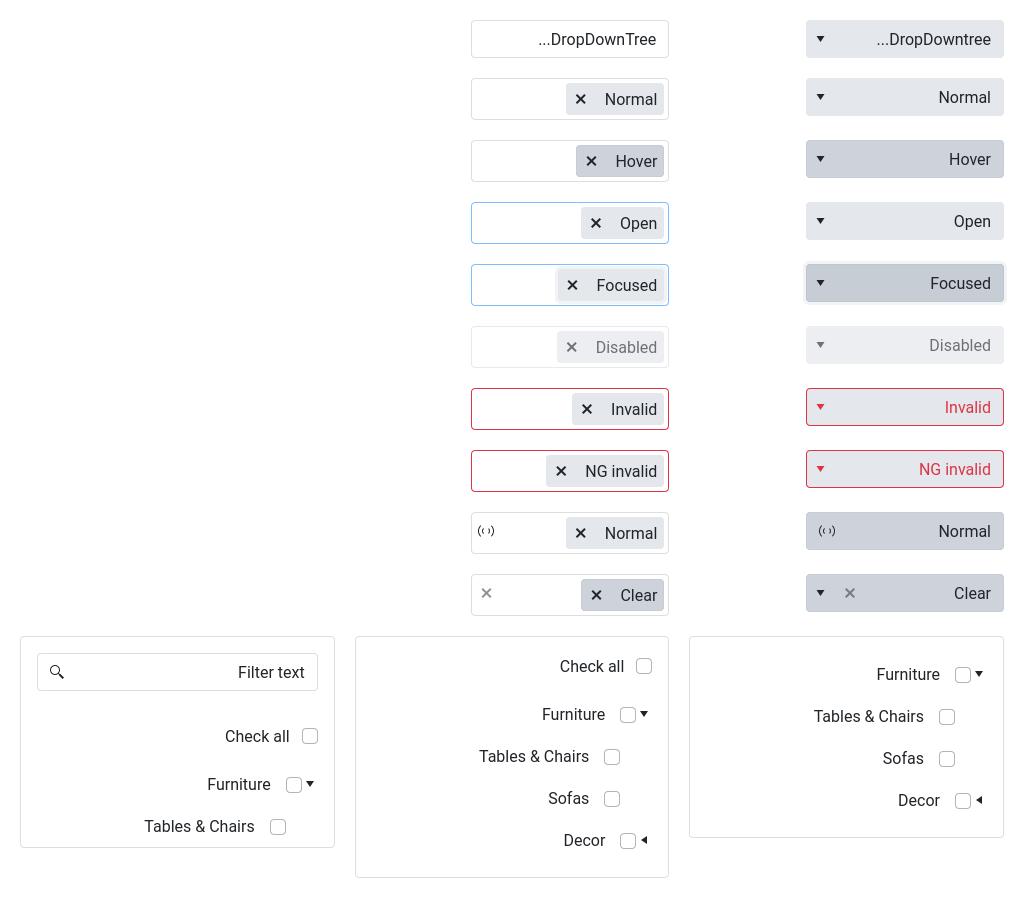 ...DropDownTree
...DropDowntree
Normal
Normal
Hover
Hover
Open
Open
Focused
Focused
Disabled
Disabled
Invalid
Invalid
NG invalid
NG invalid
Normal
Normal
Clear
Clear
Filter text
Check all
Furniture
Tables & Chairs
Check all
Furniture
Tables & Chairs
Sofas
Decor
Furniture
Tables & Chairs
Sofas
Decor